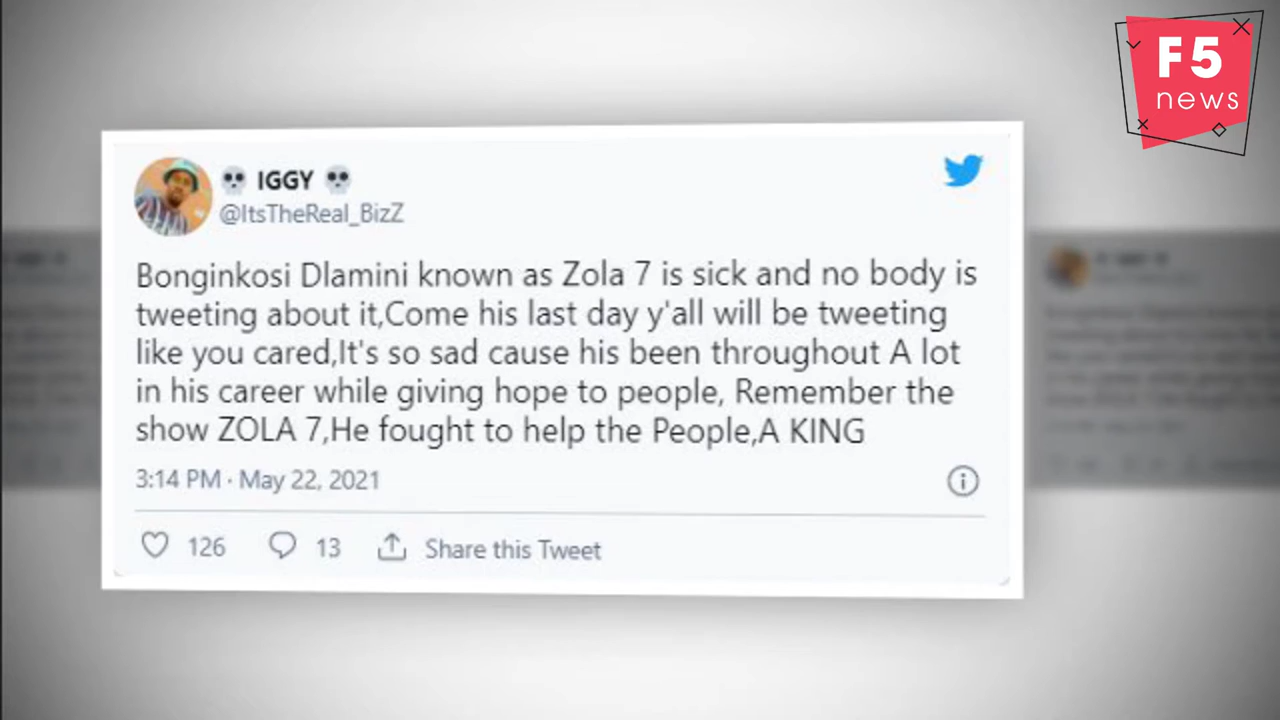 F5
news
💀 IGGY 💀
@ItsTheReal_BizZ
Bonginkosi Dlamini known as Zola 7 is sick and no body is
tweeting about it,Come his last day y'all will be tweeting
like you cared,It's so sad cause his been throughout A lot
in his career while giving hope to people, Remember the
show ZOLA 7,He fought to help the People,A KING
3:14 PM · May 22, 2021
126
13
Share this Tweet